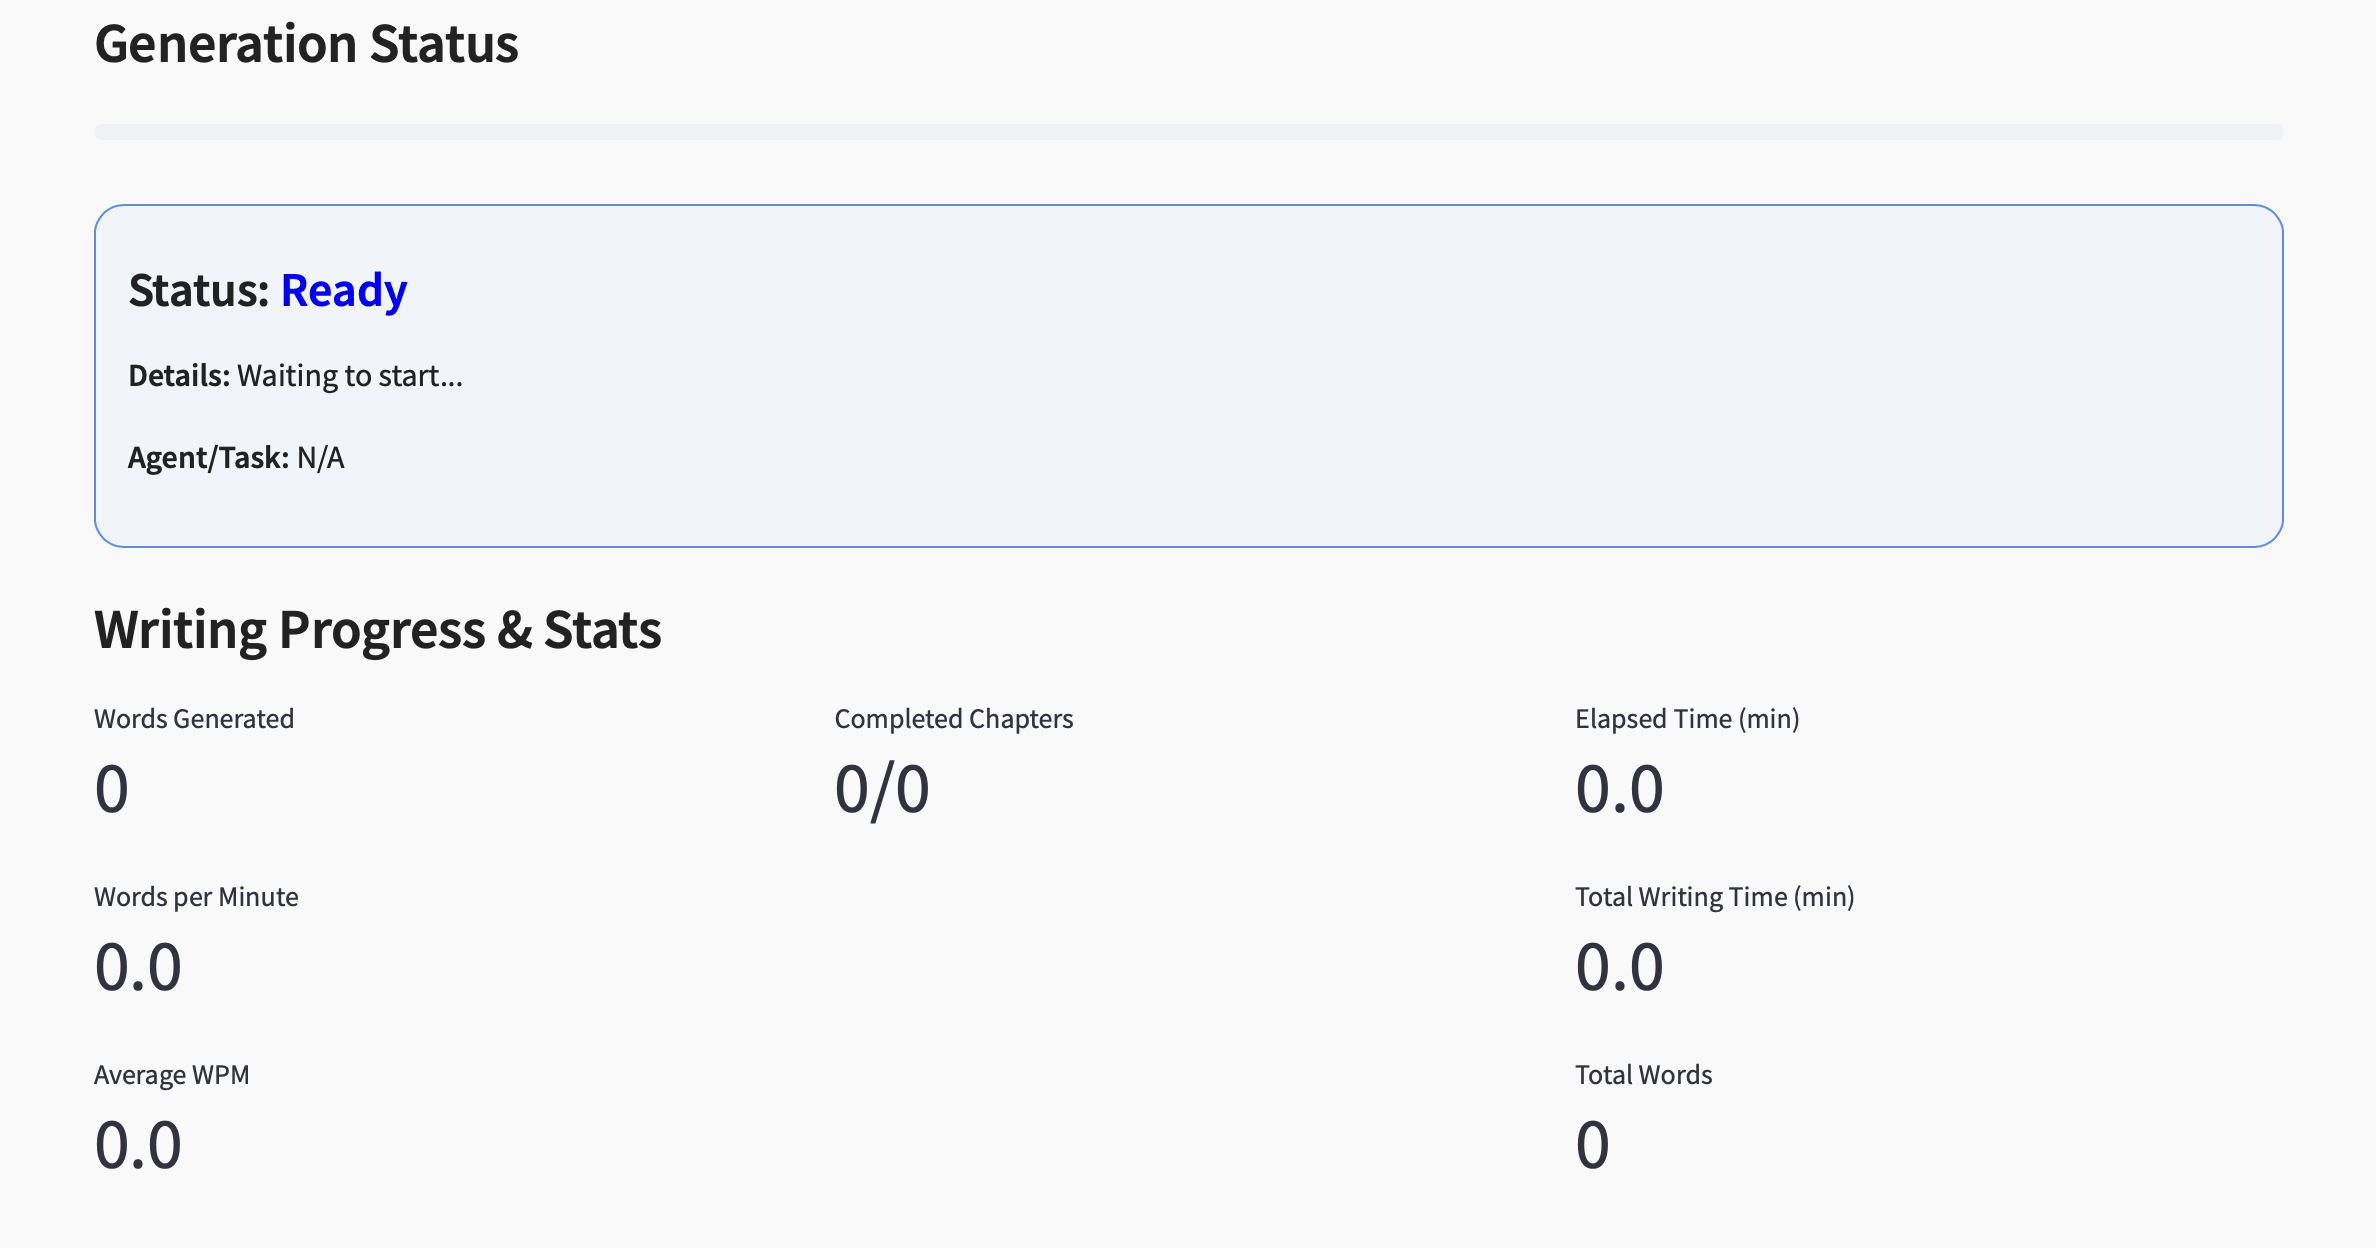 Generation Status
Status: Ready
Details: Waiting to start...
Agent/Task: N/A
Writing Progress & Stats
Words Generated
0
Completed Chapters
0/0
Elapsed Time (min)
0.0
Words per Minute
0.0
Total Writing Time (min)
0.0
Average WPM
0.0
Total Words
0